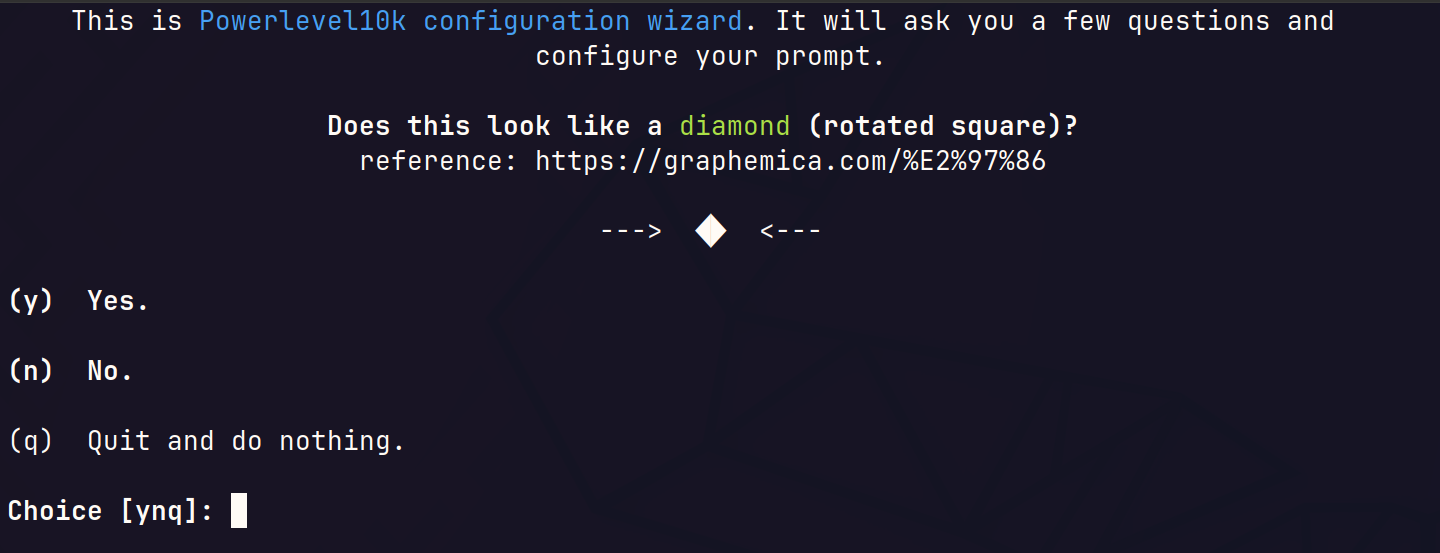 This is Powerlevel10k configuration wizard. It will ask you a few questions and
configure your prompt.
Does this look like a diamond (rotated square)?
reference: https://graphemica.com/%E2%97%86
--->  ◆  <---
(y)  Yes.
(n)  No.
(q)  Quit and do nothing.
Choice [ynq]: